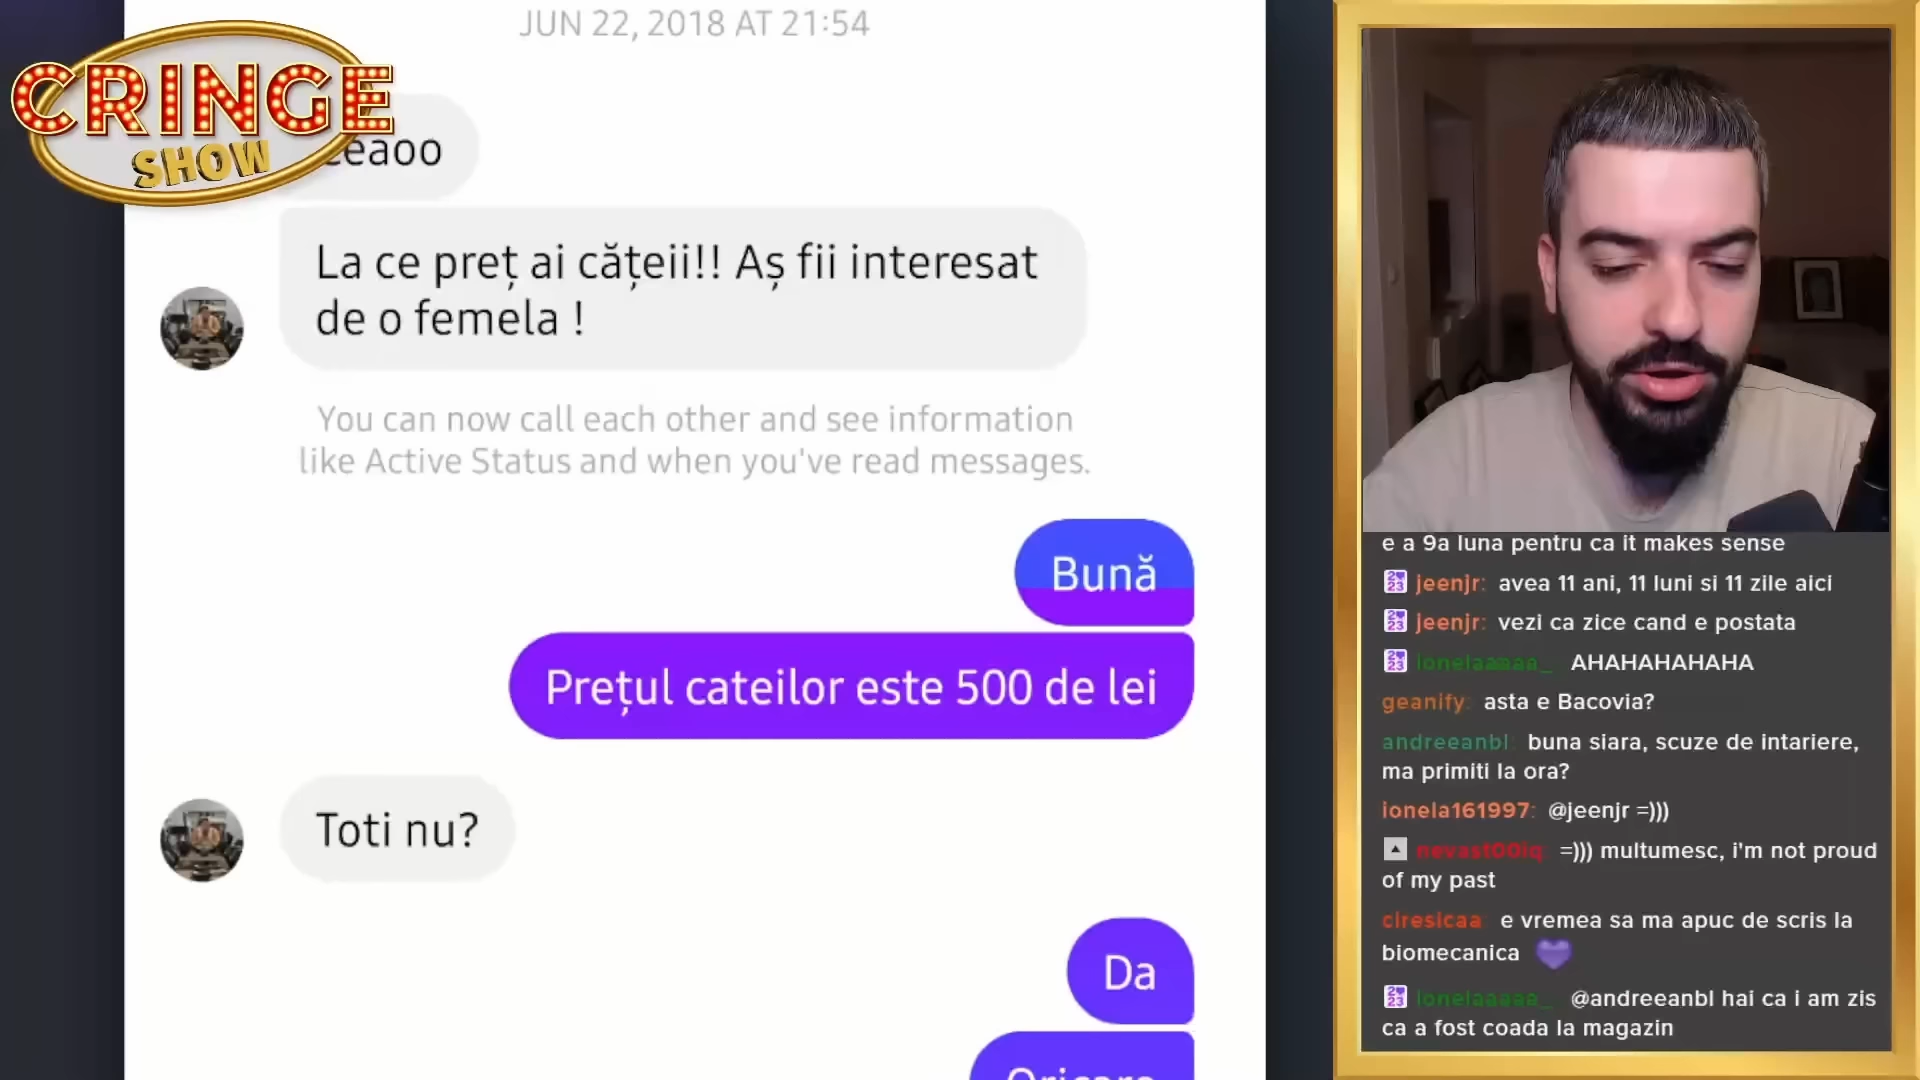 JUN 22, 2018 AT 21:54
CRINGE
SHOW
ceaoo
La ce preț ai cățeii!! Aș fii interesat
de o femela !
You can now call each other and see information
like Active Status and when you've read messages.
Bună
Prețul cateilor este 500 de lei
Toti nu?
Da
Oricare
e a 9a luna pentru ca it makes sense
jeenjr: avea 11 ani, 11 luni si 11 zile aici
jeenjr: vezi ca zice cand e postata
ionelaaaaa_: AHAHAHAHAHA
geanify: asta e Bacovia?
andreeanbl: buna siara, scuze de intariere,
ma primiti la ora?
ionela161997: @jeenjr =)))
nevast00iq: =))) multumesc, i'm not proud
of my past
ciresicaa: e vremea sa ma apuc de scris la
biomecanica
ionelaaaaa_: @andreeanbl hai ca i am zis
ca a fost coada la magazin